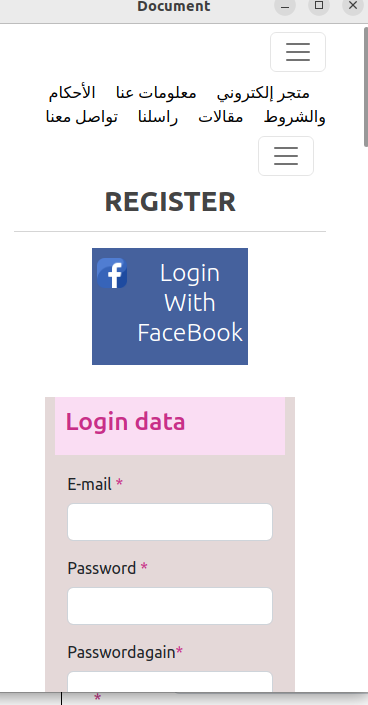 Document
متجر إلكتروني معلومات عنا الأحكام
والشروط مقالات راسلنا تواصل معنا
REGISTER
Login
With
FaceBook
Login data
E-mail *
Password *
Passwordagain*
*